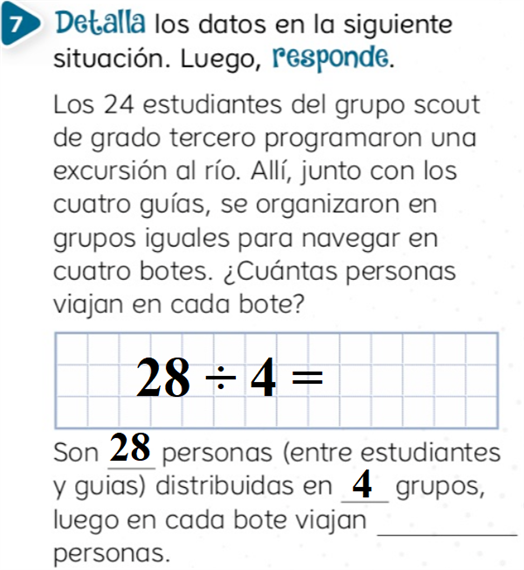 7 Detalla los datos en la siguiente
situación. Luego, responde.
Los 24 estudiantes del grupo scout
de grado tercero programaron una
excursión al río. Allí, junto con los
cuatro guías, se organizaron en
grupos iguales para navegar en
cuatro botes. ¿Cuántas personas
viajan en cada bote?
28 ÷ 4 =
Son 28 personas (entre estudiantes
y guias) distribuidas en 4 grupos,
luego en cada bote viajan ________
personas.